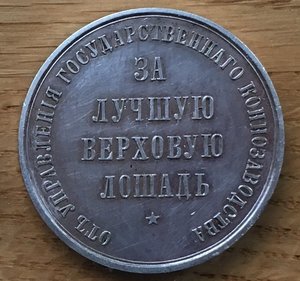 ОТЪ УПРАВЛЕНІЯ ГОСУДАРСТВЕННАГО КОННОЗАВОДСТВА
ЗА
ЛУЧШУЮ
ВЕРХОВУЮ
ЛОШАДЬ